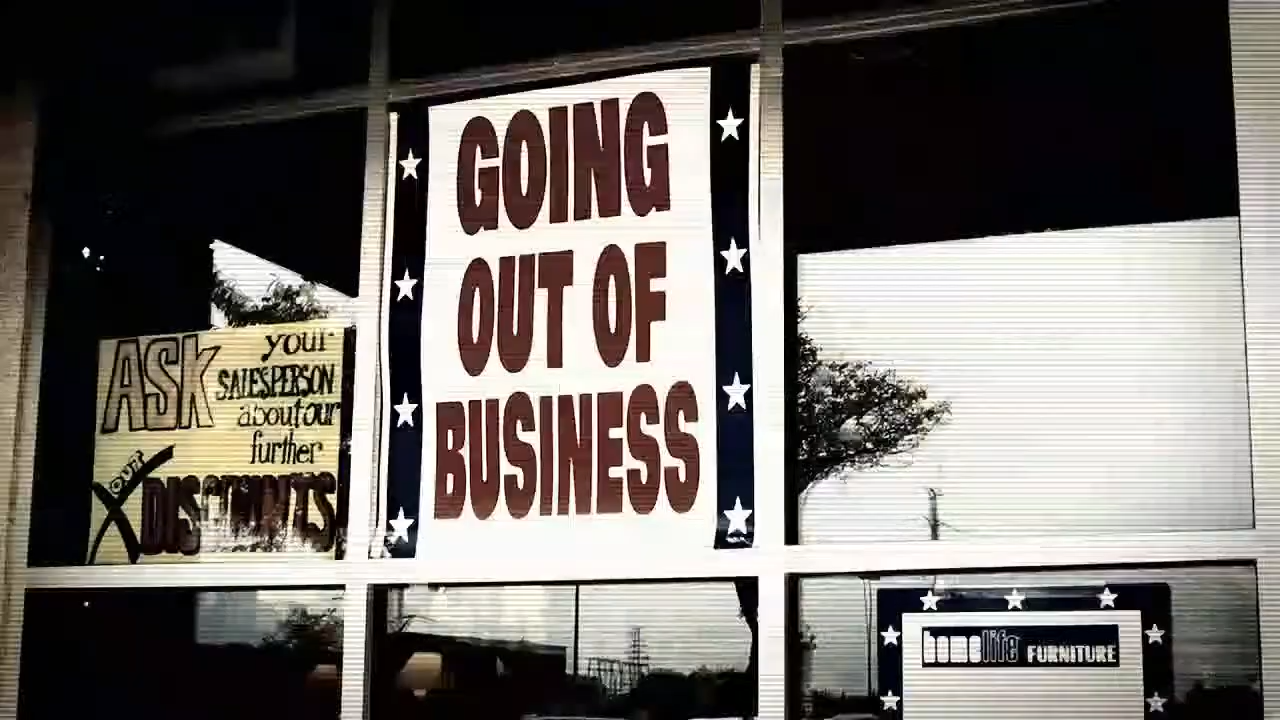 GOING
OUT OF
BUSINESS
ASK your
SALESPERSON
about our
further
OUT
DISCOUNTS
homelife FURNITURE